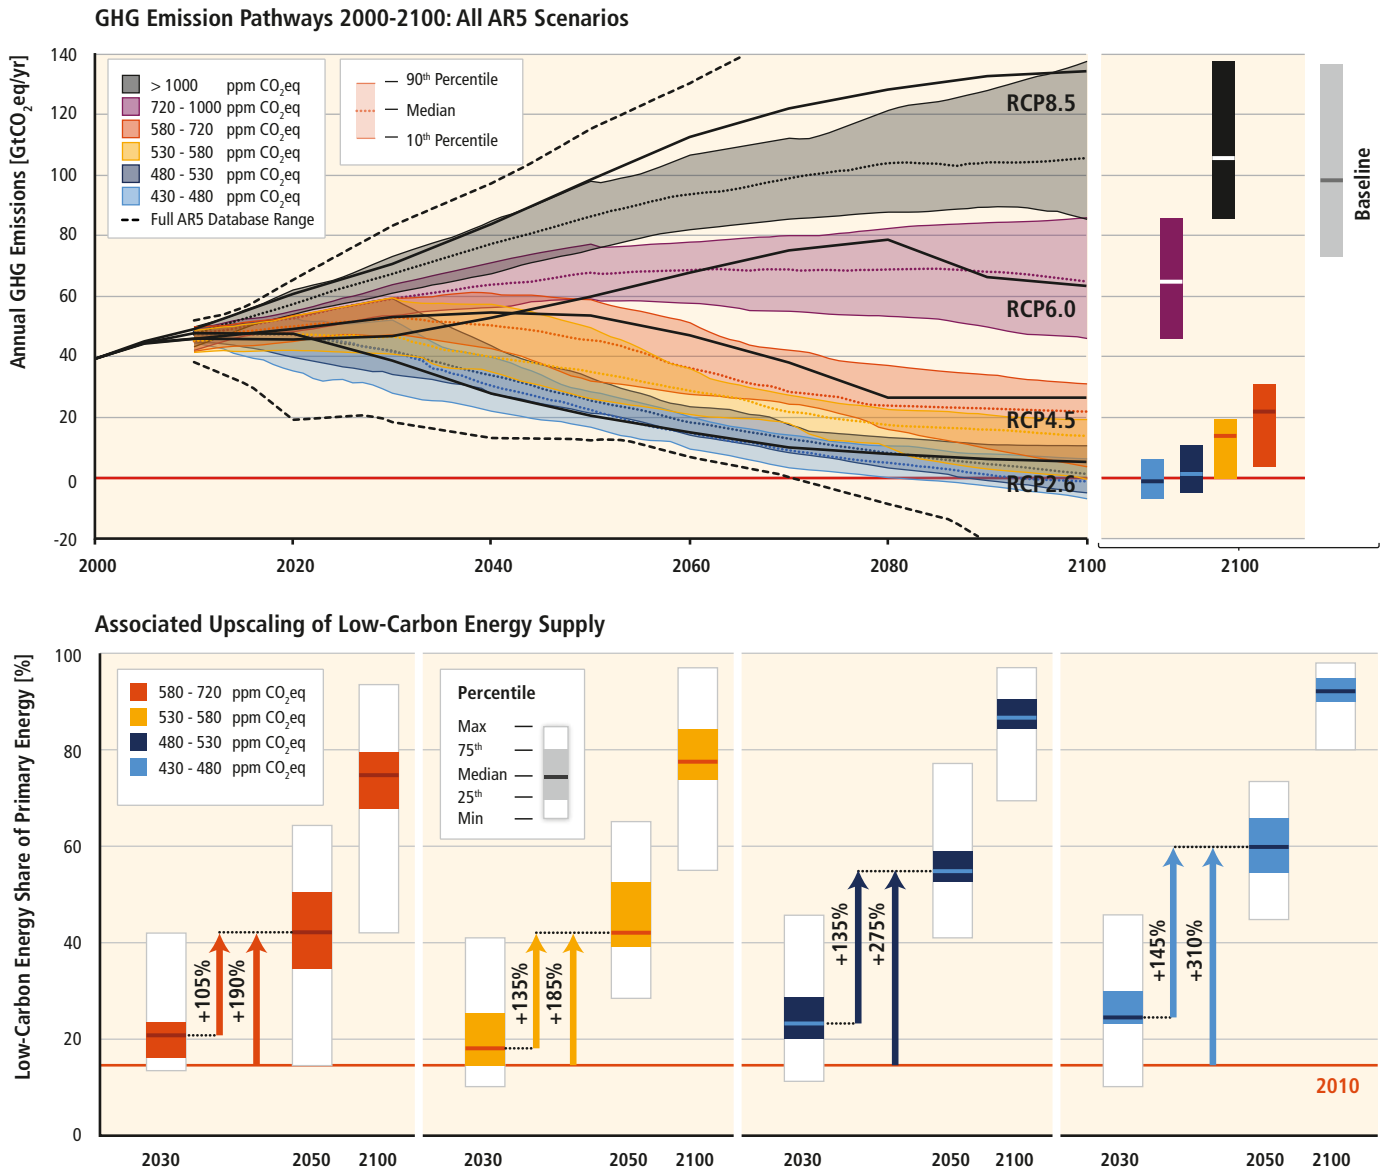 GHG Emission Pathways 2000-2100: All AR5 Scenarios
Annual GHG Emissions [GtCO2eq/yr]
140
120
100
80
60
40
20
0
-20
> 1000 ppm CO2eq
720 - 1000 ppm CO2eq
580 - 720 ppm CO2eq
530 - 580 ppm CO2eq
480 - 530 ppm CO2eq
430 - 480 ppm CO2eq
Full AR5 Database Range
90th Percentile
Median
10th Percentile
RCP8.5
RCP6.0
RCP4.5
RCP2.6
Baseline
2000 2020 2040 2060 2080 2100 2100
Associated Upscaling of Low-Carbon Energy Supply
Low-Carbon Energy Share of Primary Energy [%]
100
80
60
40
20
0
580 - 720 ppm CO2eq
530 - 580 ppm CO2eq
480 - 530 ppm CO2eq
430 - 480 ppm CO2eq
Percentile
Max
75th
Median
25th
Min
+105%
+190%
+135%
+185%
+135%
+275%
+145%
+310%
2010
2030 2050 2100 2030 2050 2100 2030 2050 2100 2030 2050 2100